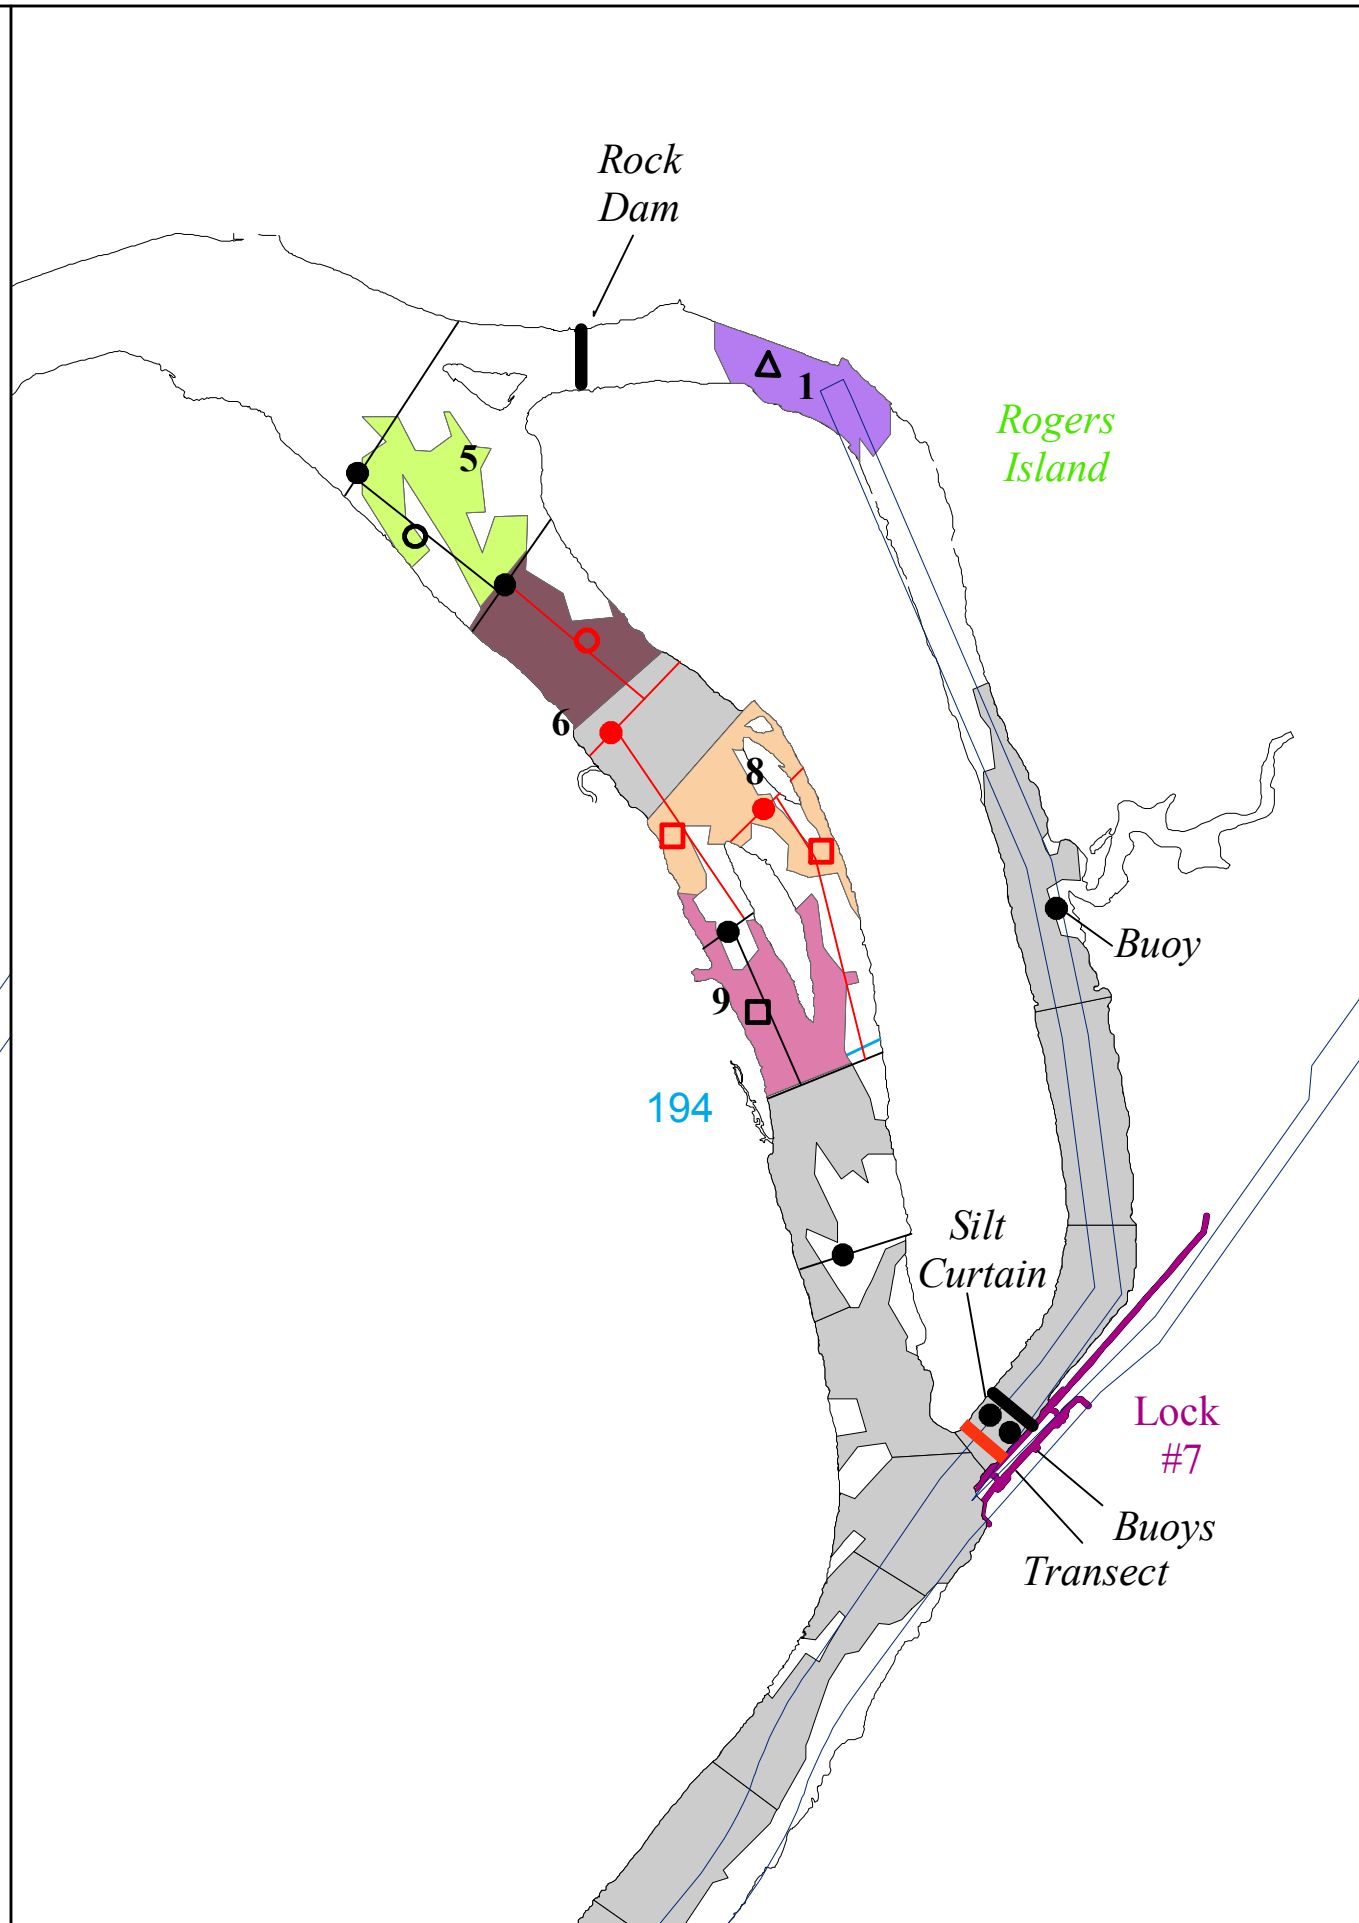 Rock
Dam
1
Rogers
Island
5
6
8
Buoy
9
194
Silt
Curtain
Lock
#7
Buoys
Transect